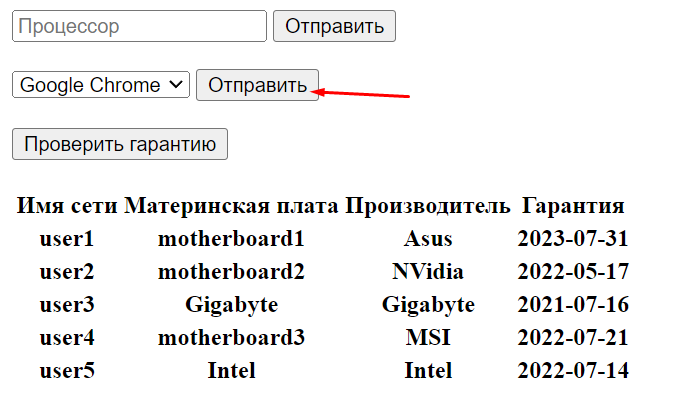 Процессор Отправить
Google Chrome Отправить
Проверить гарантию
Имя сети Материнская плата Производитель Гарантия
user1 motherboard1 Asus 2023-07-31
user2 motherboard2 NVidia 2022-05-17
user3 Gigabyte Gigabyte 2021-07-16
user4 motherboard3 MSI 2022-07-21
user5 Intel Intel 2022-07-14